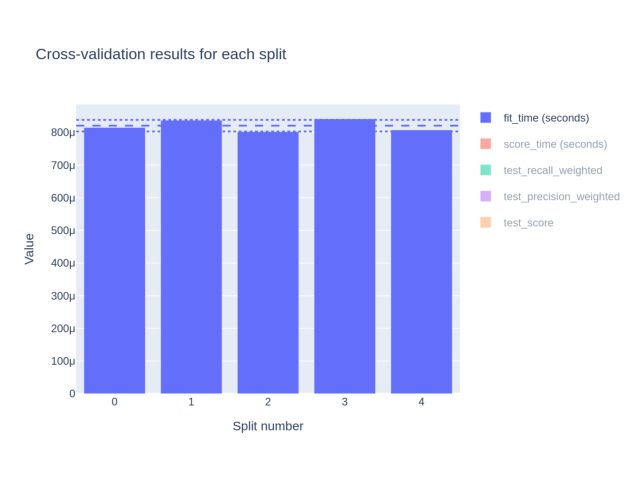 Cross-validation results for each split
800μ
700μ
600μ
500μ
400μ
300μ
200μ
100μ
0
Value
0 1 2 3 4
Split number
fit_time (seconds)
score_time (seconds)
test_recall_weighted
test_precision_weighted
test_score